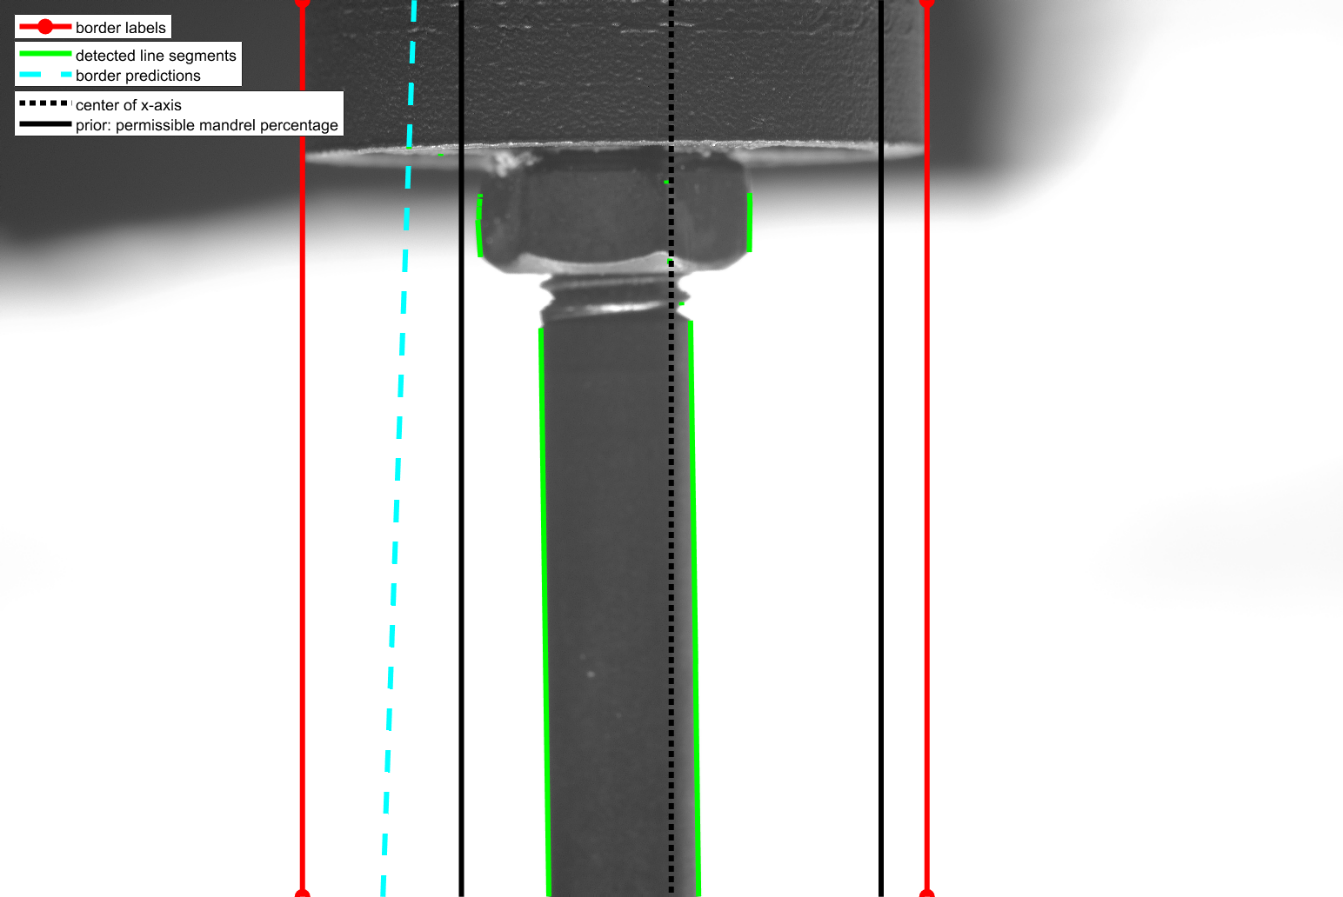 border labels
detected line segments
border predictions
center of x-axis
prior: permissible mandrel percentage